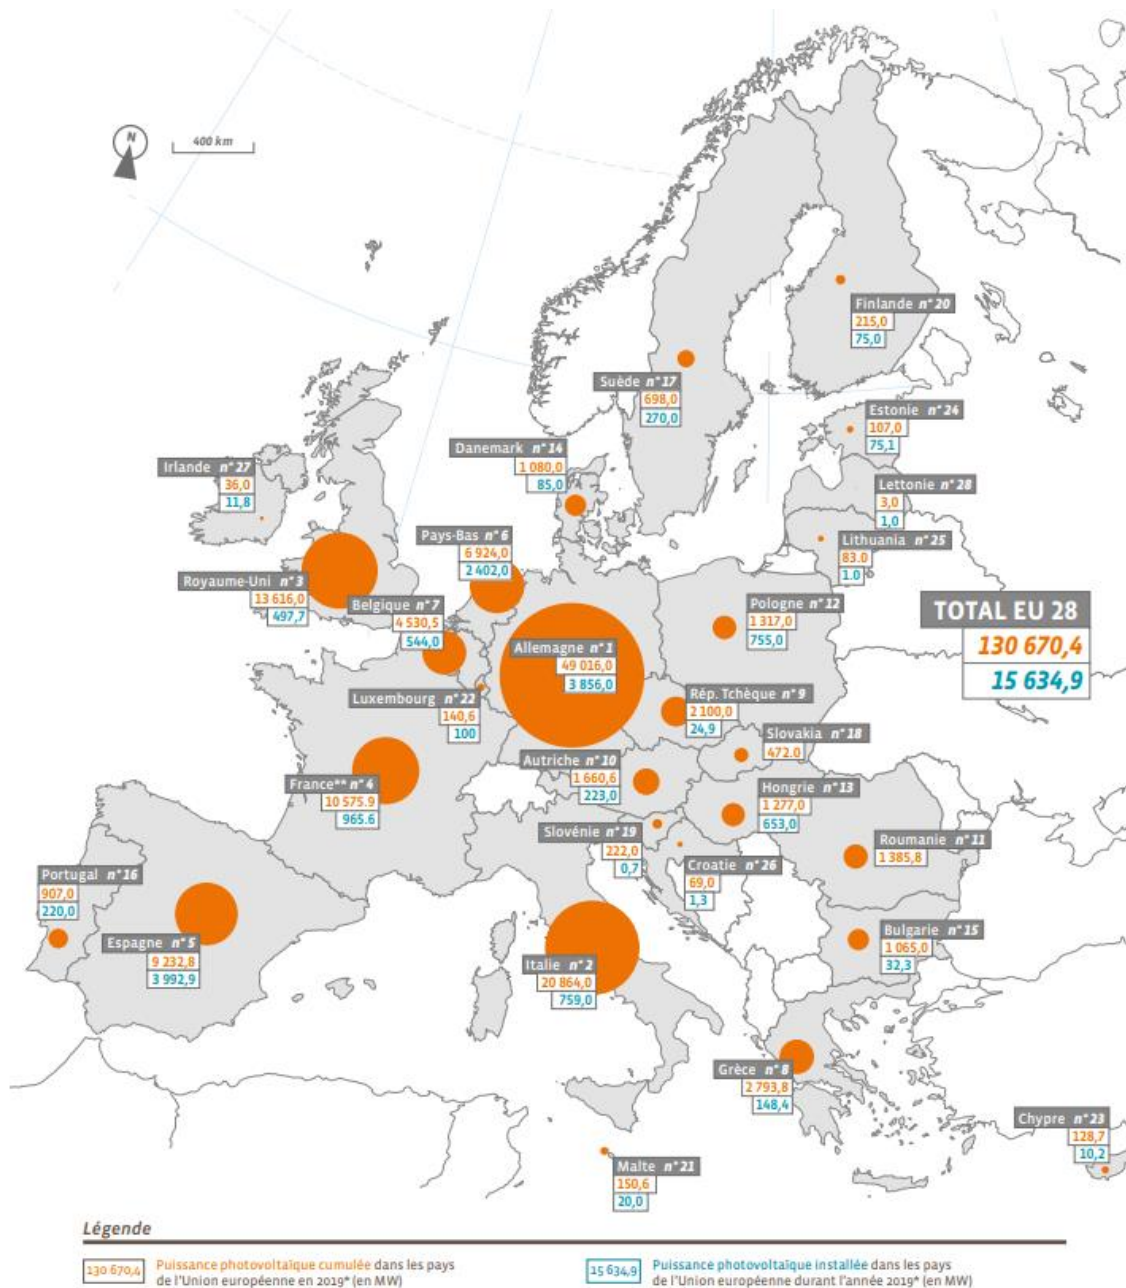 N
400 km
Finlande n°20
215,0
75,0
Suède n°17
698,0
270,0
Estonie n°24
107,0
75,1
Danemark n°14
1 080,0
85,0
Irlande n°27
36,0
11,8
Lettonie n°28
3,0
1,0
Pays-Bas n°6
6 924,0
2 402,0
Lithuania n°25
83.0
1.0
Royaume-Uni n°3
13 616,0
497,7
Belgique n°7
4 530,5
544,0
Pologne n°12
1 317,0
755,0
TOTAL EU 28
130 670,4
15 634,9
Allemagne n°1
49 016,0
3 856,0
Luxembourg n°22
140,6
100
Rép. Tchèque n°9
2 100,0
24,9
Slovakia n°18
472.0
Autriche n°10
1 660,6
223,0
France** n°4
10 575.9
965.6
Hongrie n°13
1 277,0
653,0
Slovénie n°19
222,0
0,7
Roumanie n°11
1 385,8
Croatie n°26
69,0
1,3
Portugal n°16
907,0
220,0
Espagne n°5
9 232,8
3 992,9
Bulgarie n°15
1 065,0
32,3
Italie n°2
20 864,0
759,0
Grèce n°8
2 793,8
148,4
Chypre n°23
128,7
10,2
Malte n°21
150,6
20,0
Légende
130 670,4
Puissance photovoltaïque cumulée dans les pays
de l'Union européenne en 2019* (en MW)
15 634,9
Puissance photovoltaïque installée dans les pays
de l'Union européenne durant l'année 2019* (en MW)